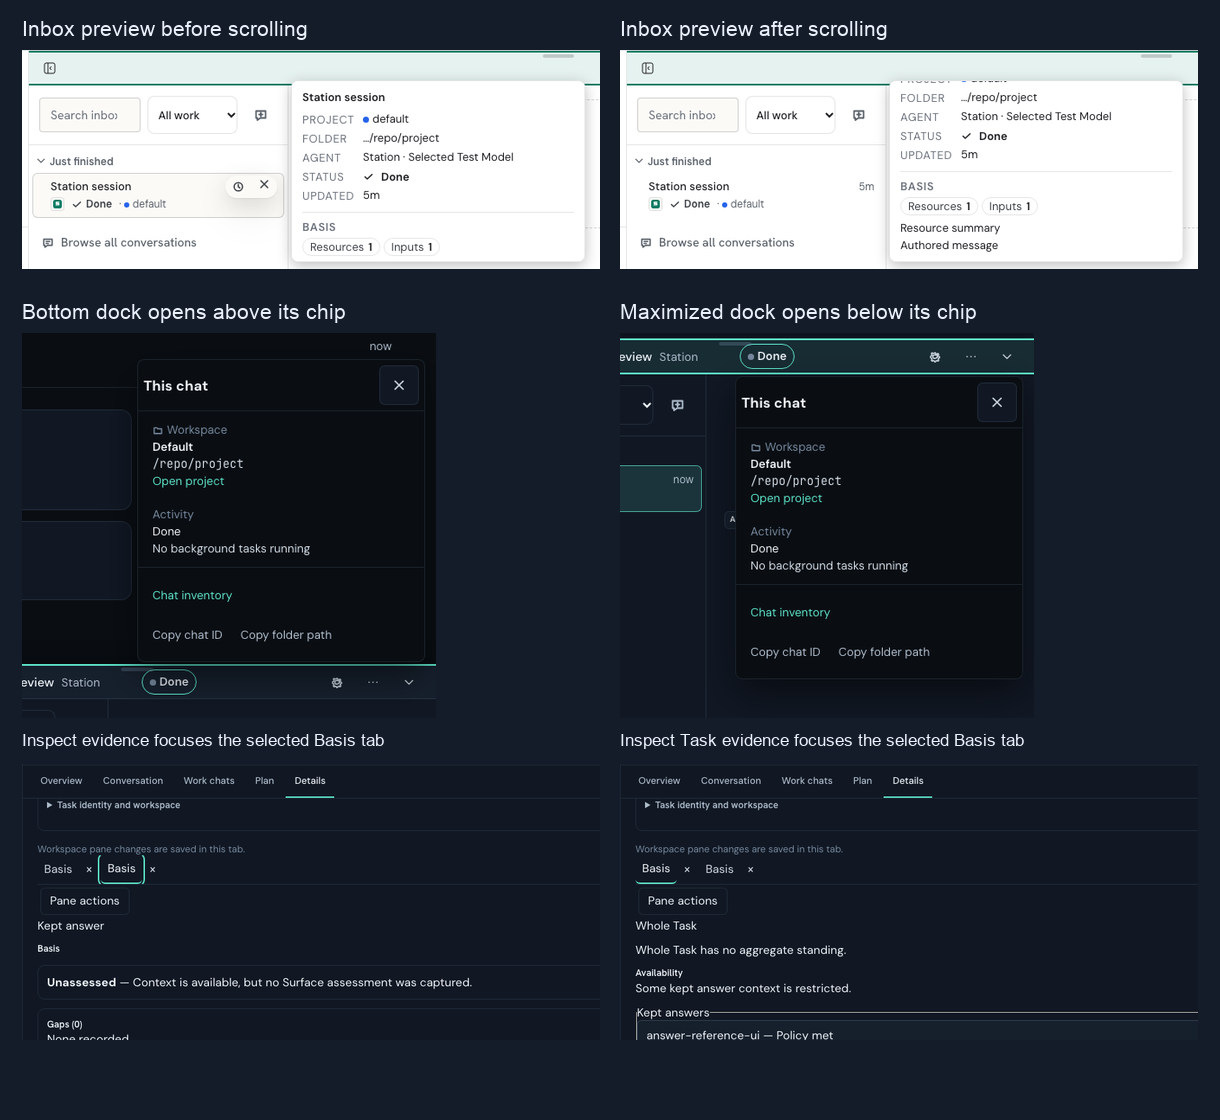 Inbox preview before scrolling
Search inbox
All work
Just finished
Station session
Done · default
Browse all conversations
Station session
PROJECT default
FOLDER …/repo/project
AGENT Station · Selected Test Model
STATUS ✓ Done
UPDATED 5m
BASIS
Resources 1 Inputs 1
Inbox preview after scrolling
Search inbox
All work
Just finished
Station session 5m
Done · default
Browse all conversations
PROJECT default
FOLDER …/repo/project
AGENT Station · Selected Test Model
STATUS ✓ Done
UPDATED 5m
BASIS
Resources 1 Inputs 1
Resource summary
Authored message
Bottom dock opens above its chip
now
This chat
Workspace
Default
/repo/project
Open project
Activity
Done
No background tasks running
Chat inventory
Copy chat ID Copy folder path
eview Station Done
Maximized dock opens below its chip
eview Station Done
now
This chat
Workspace
Default
/repo/project
Open project
Activity
Done
No background tasks running
Chat inventory
Copy chat ID Copy folder path
Inspect evidence focuses the selected Basis tab
Overview Conversation Work chats Plan Details
Task identity and workspace
Workspace pane changes are saved in this tab.
Basis × Basis ×
Pane actions
Kept answer
Basis
Unassessed — Context is available, but no Surface assessment was captured.
Gaps (0)
None recorded
Inspect Task evidence focuses the selected Basis tab
Overview Conversation Work chats Plan Details
Task identity and workspace
Workspace pane changes are saved in this tab.
Basis × Basis ×
Pane actions
Whole Task
Whole Task has no aggregate standing.
Availability
Some kept answer context is restricted.
Kept answers
answer-reference-ui — Policy met